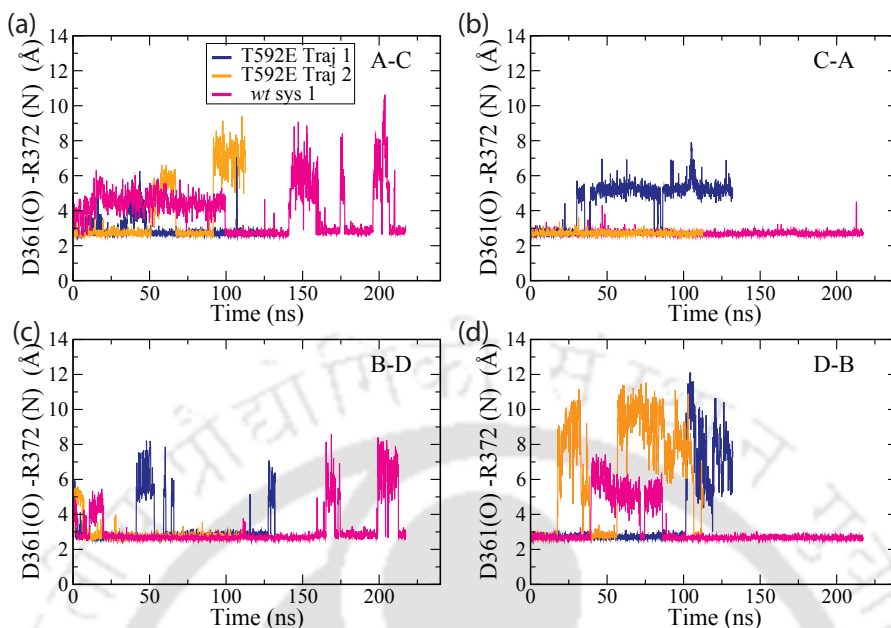 (a)
14
12
10
8
6
4
2
0
D361(O) -R372 (N) (Å)
T592E Traj 1
T592E Traj 2
wt sys 1
A-C
0 50 100 150 200
Time (ns)
(b)
14
12
10
8
6
4
2
0
D361(O) -R372 (N) (Å)
C-A
0 50 100 150 200
Time (ns)
(c)
14
12
10
8
6
4
2
0
D361(O) -R372 (N) (Å)
B-D
0 50 100 150 200
Time (ns)
(d)
14
12
10
8
6
4
2
0
D361(O) -R372 (N) (Å)
D-B
0 50 100 150 200
Time (ns)